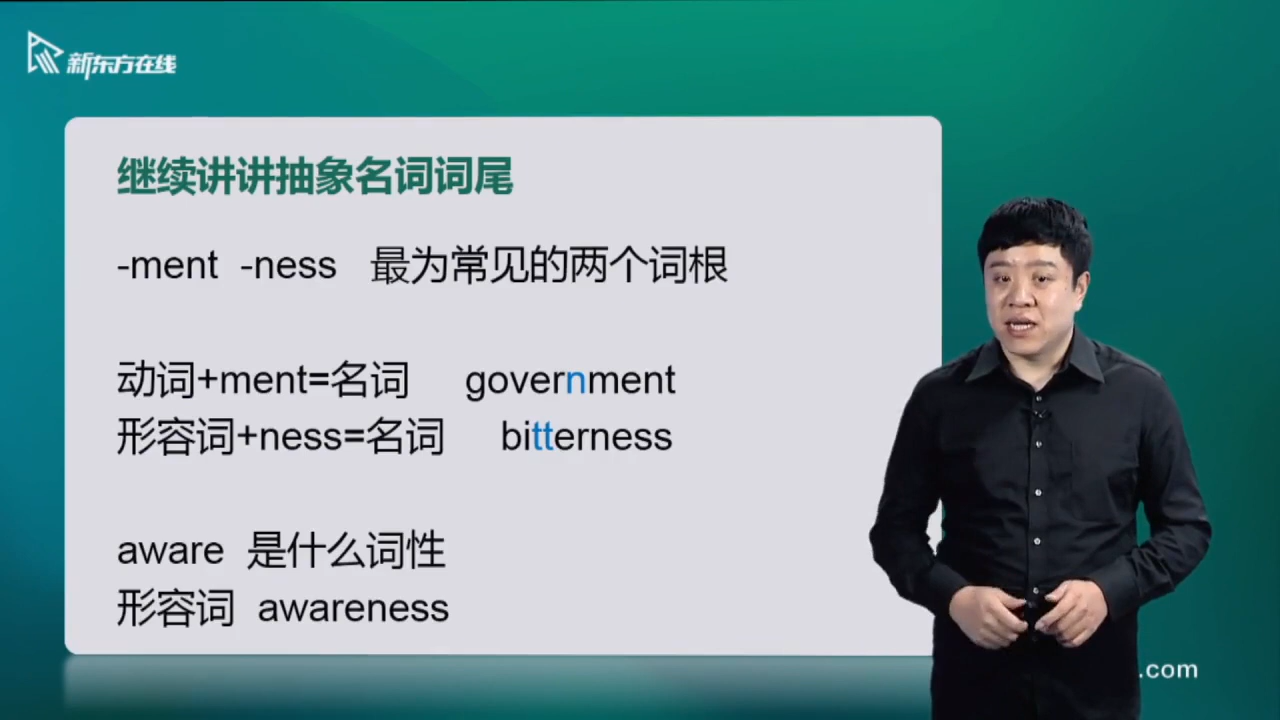 新东方在线
继续讲讲抽象名词词尾
-ment -ness 最为常见的两个词根
动词+ment=名词 government
形容词+ness=名词 bitterness
aware 是什么词性
形容词 awareness
.com